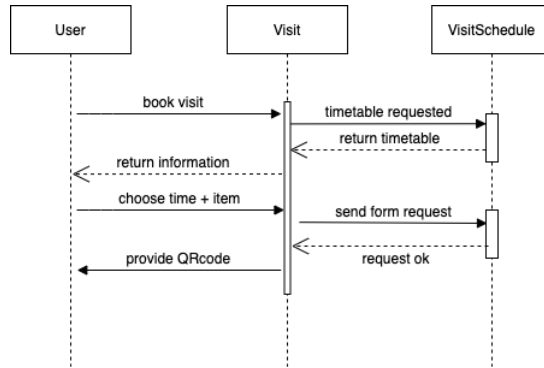 User
Visit
VisitSchedule
book visit
timetable requested
return timetable
return information
choose time + item
send form request
request ok
provide QRcode